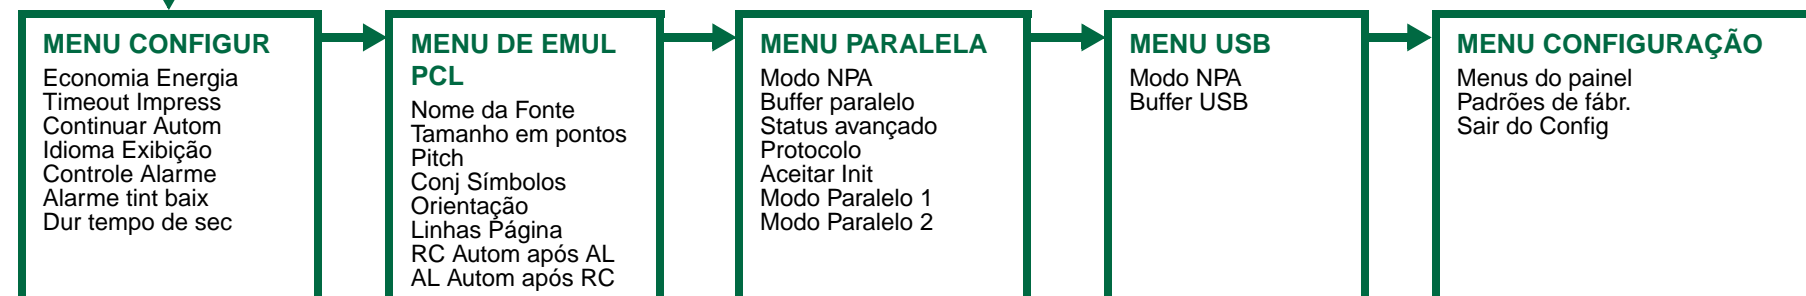 MENU CONFIGUR
Economia Energia
Timeout Impress
Continuar Autom
Idioma Exibição
Controle Alarme
Alarme tint baix
Dur tempo de sec
MENU DE EMUL
PCL
Nome da Fonte
Tamanho em pontos
Pitch
Conj Símbolos
Orientação
Linhas Página
RC Autom após AL
AL Autom após RC
MENU PARALELA
Modo NPA
Buffer paralelo
Status avançado
Protocolo
Aceitar Init
Modo Paralelo 1
Modo Paralelo 2
MENU USB
Modo NPA
Buffer USB
MENU CONFIGURAÇÃO
Menus do painel
Padrões de fábr.
Sair do Config